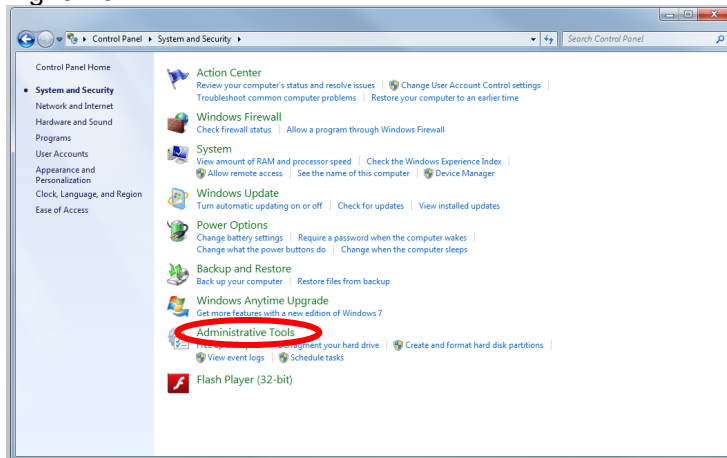 Control Panel ▸ System and Security ▸
Search Control Panel
Control Panel Home
System and Security
Network and Internet
Hardware and Sound
Programs
User Accounts
Appearance and
Personalization
Clock, Language, and Region
Ease of Access
Action Center
Review your computer's status and resolve issues
Change User Account Control settings
Troubleshoot common computer problems
Restore your computer to an earlier time
Windows Firewall
Check firewall status
Allow a program through Windows Firewall
System
View amount of RAM and processor speed
Check the Windows Experience Index
Allow remote access
See the name of this computer
Device Manager
Windows Update
Turn automatic updating on or off
Check for updates
View installed updates
Power Options
Change battery settings
Require a password when the computer wakes
Change what the power buttons do
Change when the computer sleeps
Backup and Restore
Back up your computer
Restore files from backup
Windows Anytime Upgrade
Get more features with a new edition of Windows 7
Administrative Tools
your hard drive
Create and format hard disk partitions
View event logs
Schedule tasks
Flash Player (32-bit)